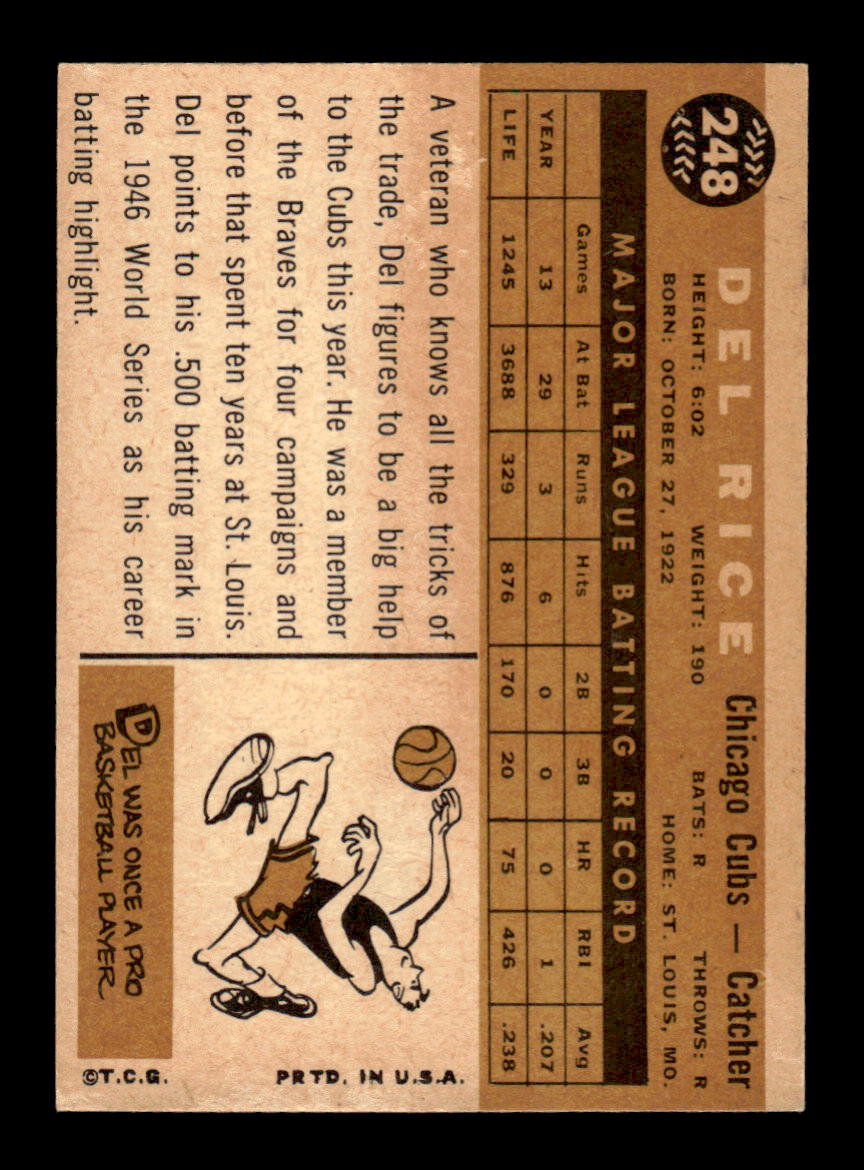 248
DEL RICE Chicago Cubs — Catcher
HEIGHT: 6:02 WEIGHT: 190 BATS: R THROWS: R
BORN: OCTOBER 27, 1922 HOME: ST. LOUIS, MO.
MAJOR LEAGUE BATTING RECORD
Games At Bat Runs Hits 2B 3B HR RBI Avg
YEAR 13 29 3 6 0 0 0 1 .207
LIFE 1245 3688 329 876 170 20 75 426 .238
A veteran who knows all the tricks of
the trade, Del figures to be a big help
to the Cubs this year. He was a member
of the Braves for four campaigns and
before that spent ten years at St. Louis.
Del points to his .500 batting mark in
the 1946 World Series as his career
batting highlight.
DEL WAS ONCE A PRO
BASKETBALL PLAYER
©T.C.G. PRTD. IN U.S.A.